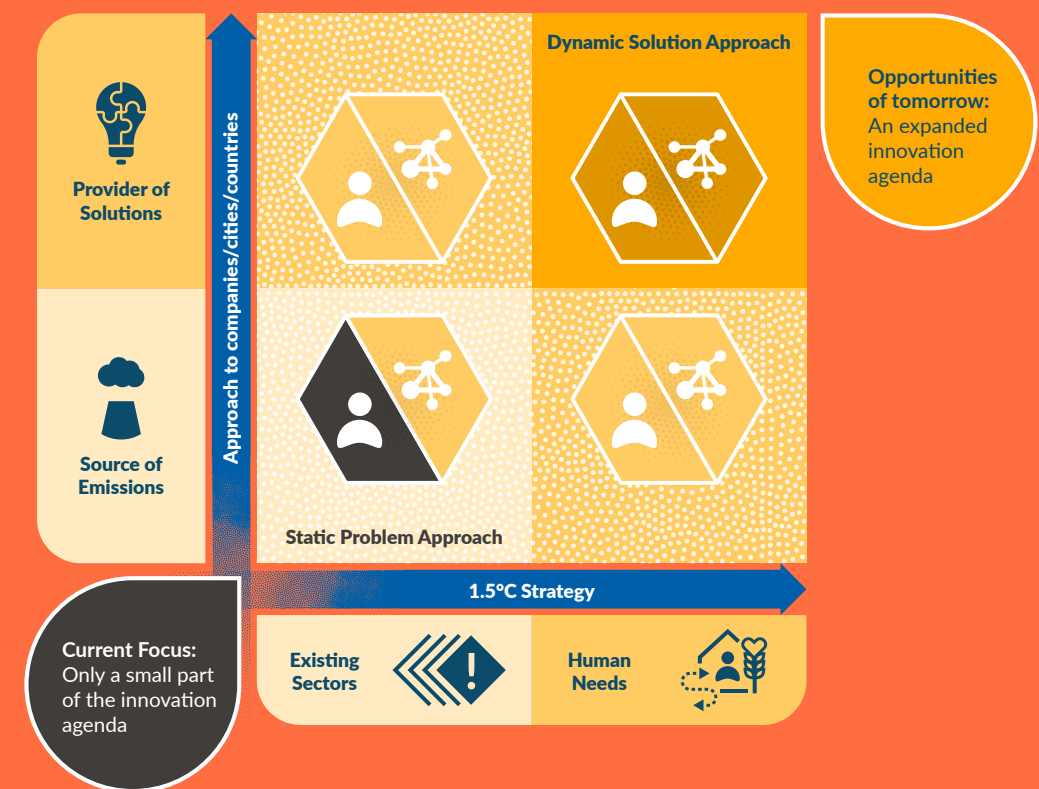 Dynamic Solution Approach
Opportunities
of tomorrow:
An expanded
innovation
agenda
Provider of
Solutions
Approach to companies/cities/countries
Source of
Emissions
Static Problem Approach
1.5°C Strategy
Current Focus:
Only a small part
of the innovation
agenda
Existing
Sectors
!
Human
Needs